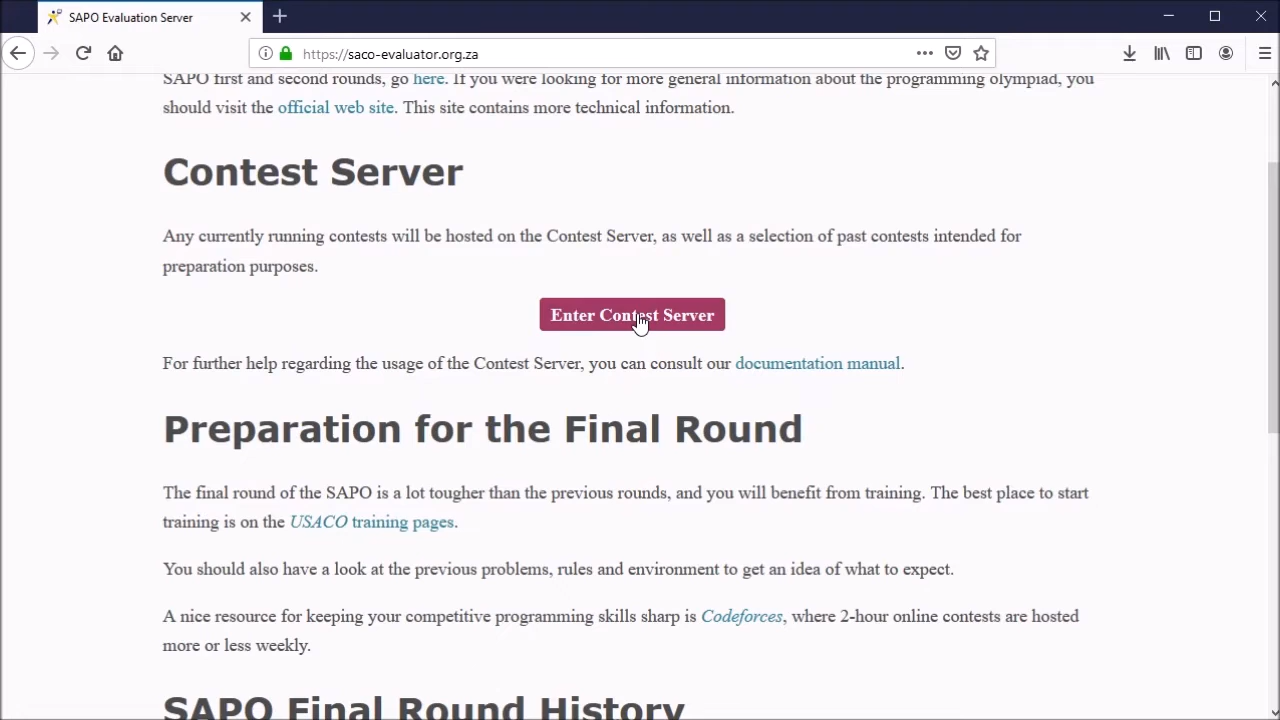 SAPO Evaluation Server
https://saco-evaluator.org.za
SAPO first and second rounds, go here. If you were looking for more general information about the programming olympiad, you
should visit the official web site. This site contains more technical information.
Contest Server
Any currently running contests will be hosted on the Contest Server, as well as a selection of past contests intended for
preparation purposes.
Enter Contest Server
For further help regarding the usage of the Contest Server, you can consult our documentation manual.
Preparation for the Final Round
The final round of the SAPO is a lot tougher than the previous rounds, and you will benefit from training. The best place to start
training is on the USACO training pages.
You should also have a look at the previous problems, rules and environment to get an idea of what to expect.
A nice resource for keeping your competitive programming skills sharp is Codeforces, where 2-hour online contests are hosted
more or less weekly.
SAPO Final Round History